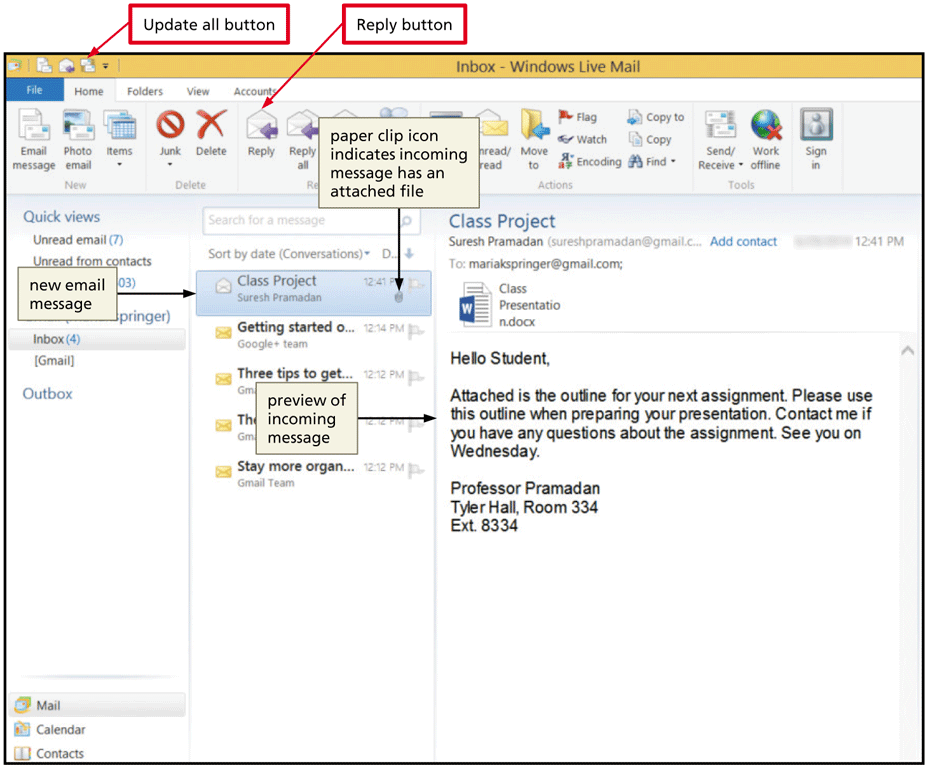 Update all button
Reply button
Inbox - Windows Live Mail
File Home Folders View Accounts
Email message
Photo email
Items
Junk
Delete
Reply
Reply all
Move to
Flag
Watch
Encoding
Copy to
Copy
Find
Send/ Receive
Work offline
Sign in
New
Delete
Actions
Tools
paper clip icon
indicates incoming
message has an
attached file
Quick views
Unread email (7)
Unread from contacts
new email
message
Inbox (4)
[Gmail]
Outbox
Mail
Calendar
Contacts
Search for a message
Sort by date (Conversations)
Class Project 12:41 PM
Suresh Pramadan
Getting started o... 12:14 PM
Google+ team
Three tips to get... 12:12 PM
12:12 PM
Stay more organ... 12:12 PM
Gmail Team
preview of
incoming
message
Class Project
Suresh Pramadan (sureshpramadan@gmail.c... Add contact 12:41 PM
To: mariakspringer@gmail.com;
Class
Presentatio
n.docx
Hello Student,
Attached is the outline for your next assignment. Please use
this outline when preparing your presentation. Contact me if
you have any questions about the assignment. See you on
Wednesday.
Professor Pramadan
Tyler Hall, Room 334
Ext. 8334